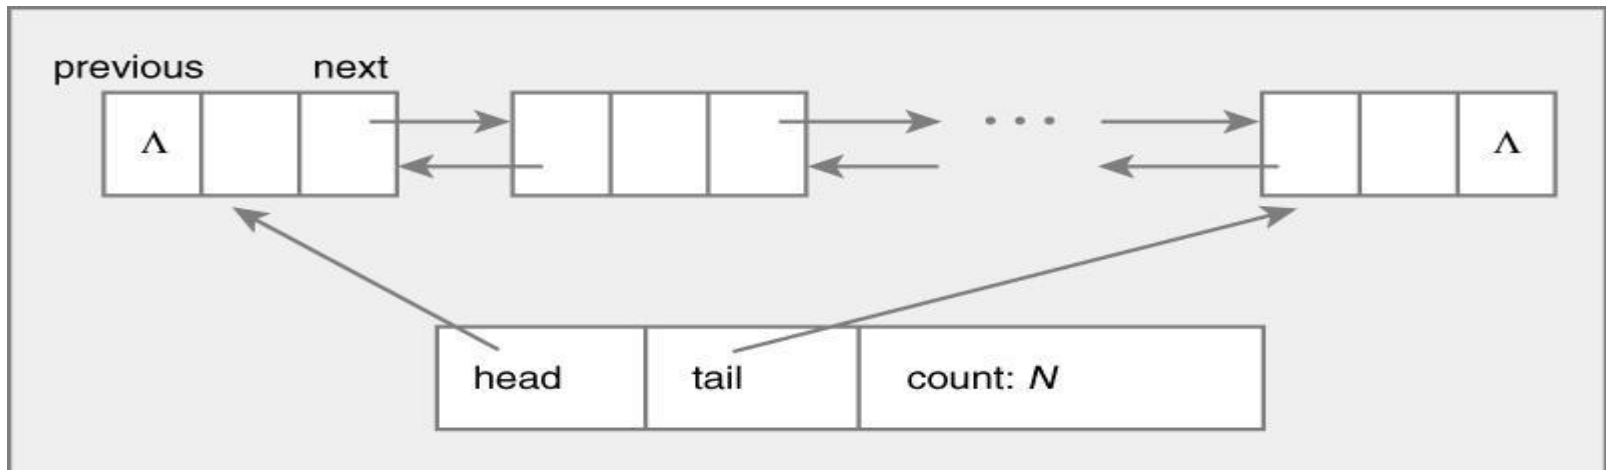 previous next
Λ Λ
. . .
head tail count: N